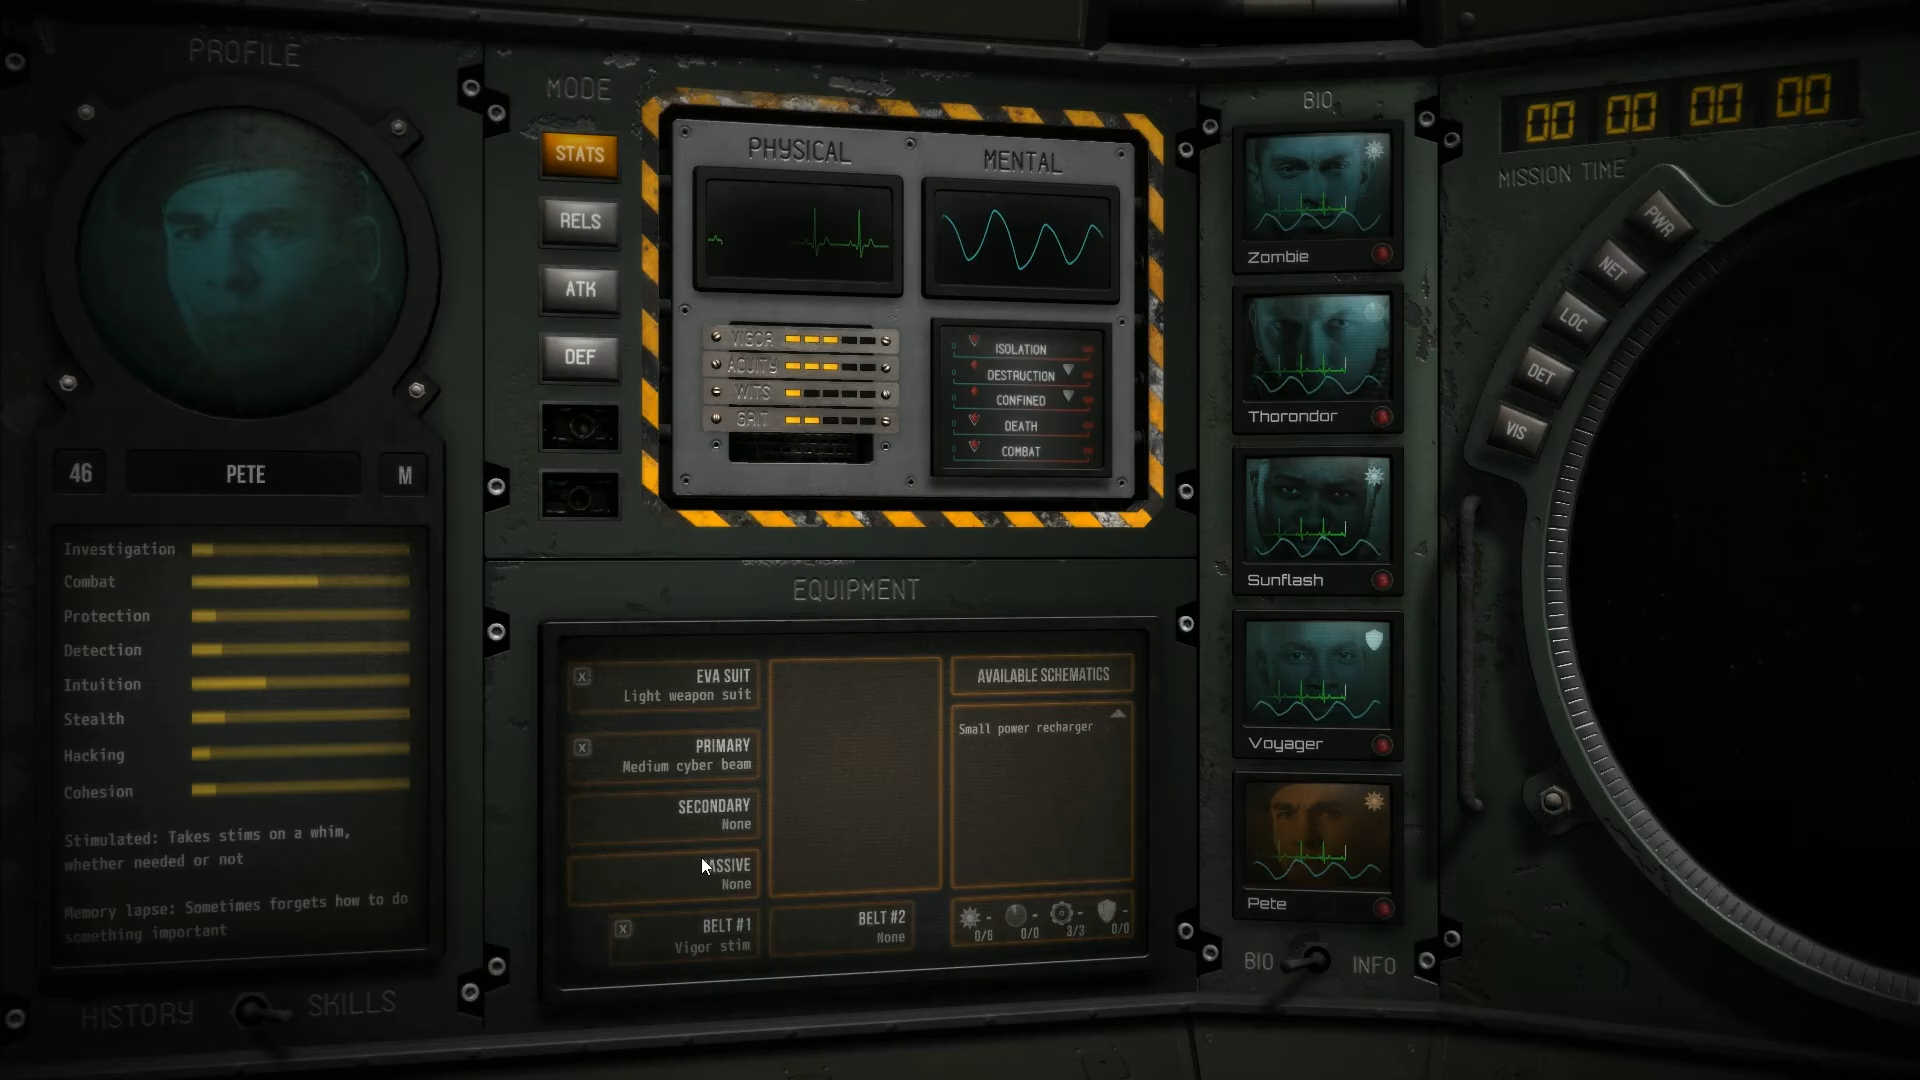 PROFILE
46
PETE
M
Investigation
Combat
Protection
Detection
Intuition
Stealth
Hacking
Cohesion
Stimulated: Takes stims on a whim,
whether needed or not
Memory lapse: Sometimes forgets how to do
something important
HISTORY
SKILLS
MODE
STATS
RELS
ATK
DEF
PHYSICAL
MENTAL
VIGOR
ACUITY
WITS
GRIT
ISOLATION
DESTRUCTION
CONFINED
DEATH
COMBAT
EQUIPMENT
X
EVA SUIT
Light weapon suit
X
PRIMARY
Medium cyber beam
SECONDARY
None
ASSIVE
None
X
BELT #1
Vigor stim
BELT #2
None
AVAILABLE SCHEMATICS
Small power recharger
- - - -
0/6 0/0 3/3 0/0
BIO
Zombie
Thorondor
Sunflash
Voyager
Pete
BIO
INFO
00 00 00 00
MISSION TIME
PWR
NET
LOC
DET
VIS